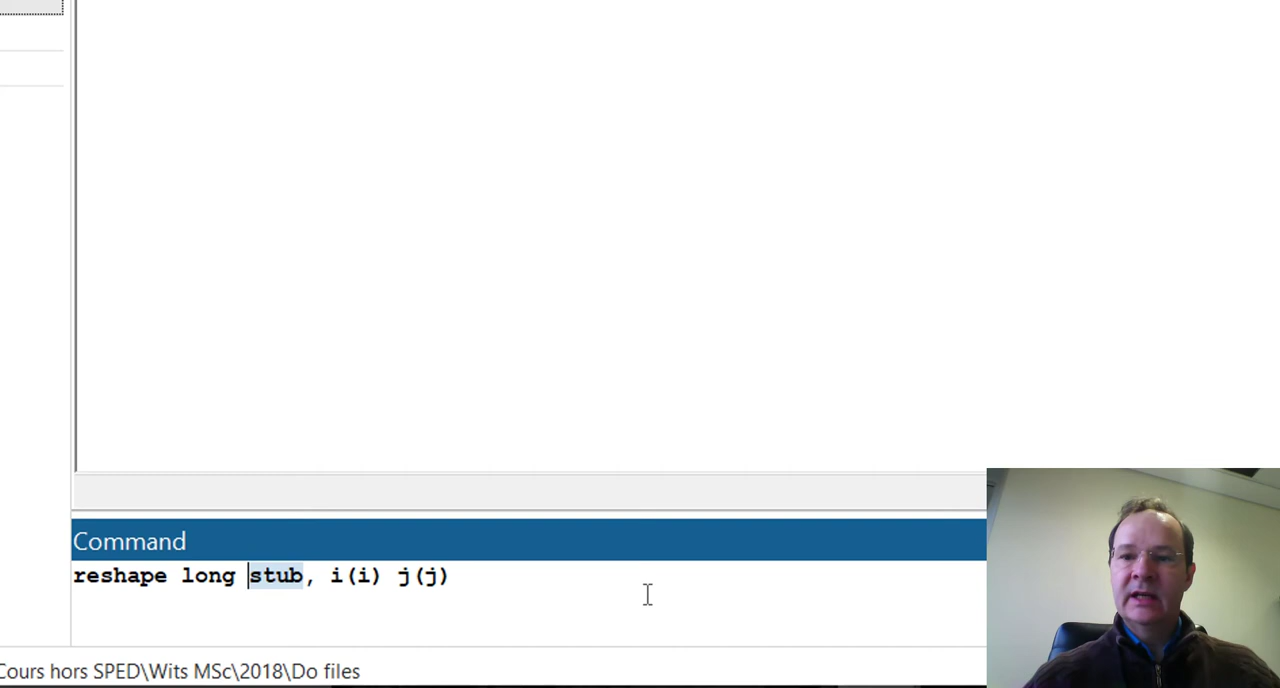 Command
reshape long stub, i(i) j(j)
Cours hors SPED\Wits MSc\2018\Do files